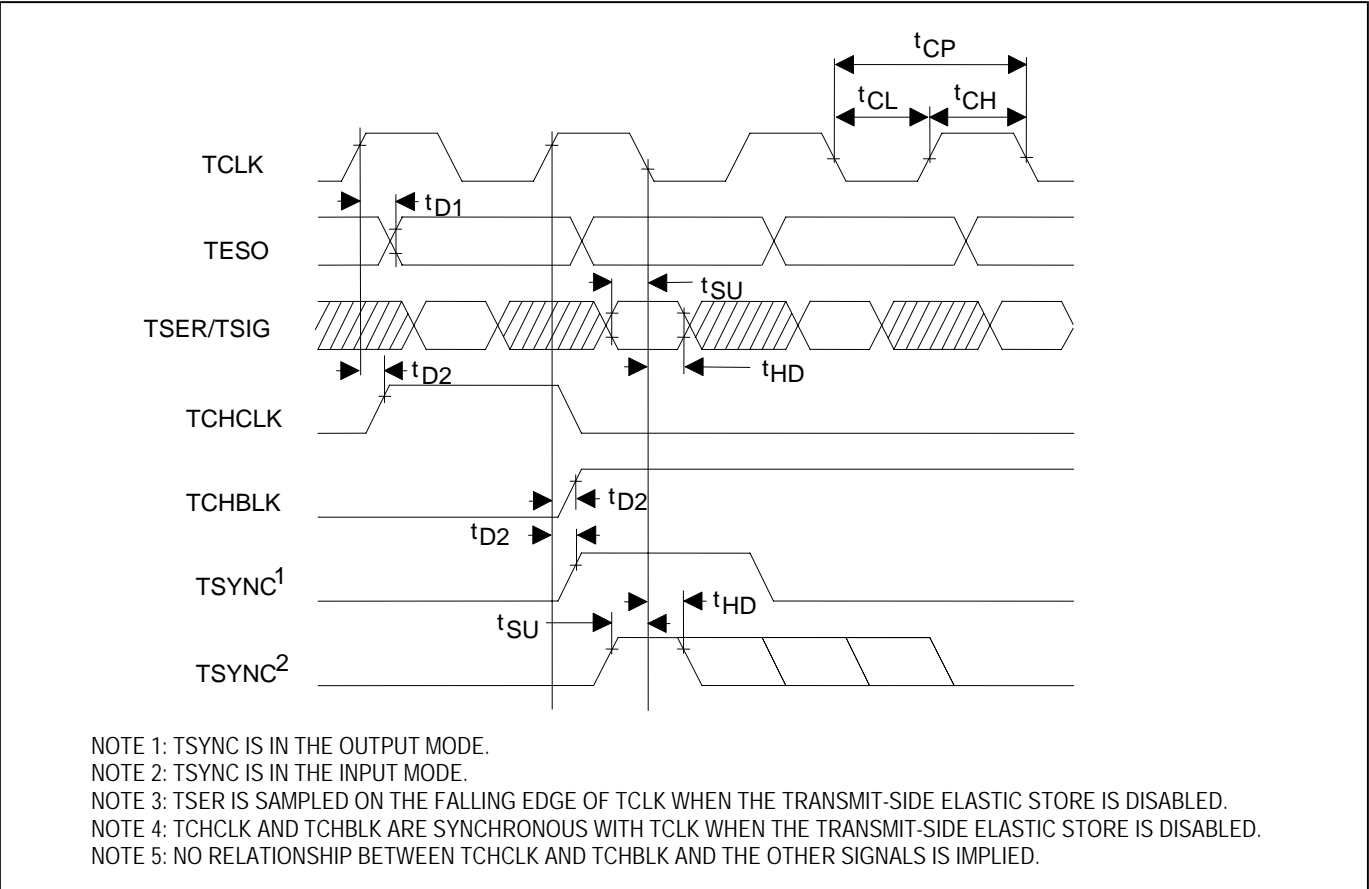 tCP
tCL tCH
TCLK
tD1
TESO
tSU
TSER/TSIG
tD2 tHD
TCHCLK
TCHBLK tD2
tD2
TSYNC1
tHD
tSU
TSYNC2
NOTE 1: TSYNC IS IN THE OUTPUT MODE.
NOTE 2: TSYNC IS IN THE INPUT MODE.
NOTE 3: TSER IS SAMPLED ON THE FALLING EDGE OF TCLK WHEN THE TRANSMIT-SIDE ELASTIC STORE IS DISABLED.
NOTE 4: TCHCLK AND TCHBLK ARE SYNCHRONOUS WITH TCLK WHEN THE TRANSMIT-SIDE ELASTIC STORE IS DISABLED.
NOTE 5: NO RELATIONSHIP BETWEEN TCHCLK AND TCHBLK AND THE OTHER SIGNALS IS IMPLIED.